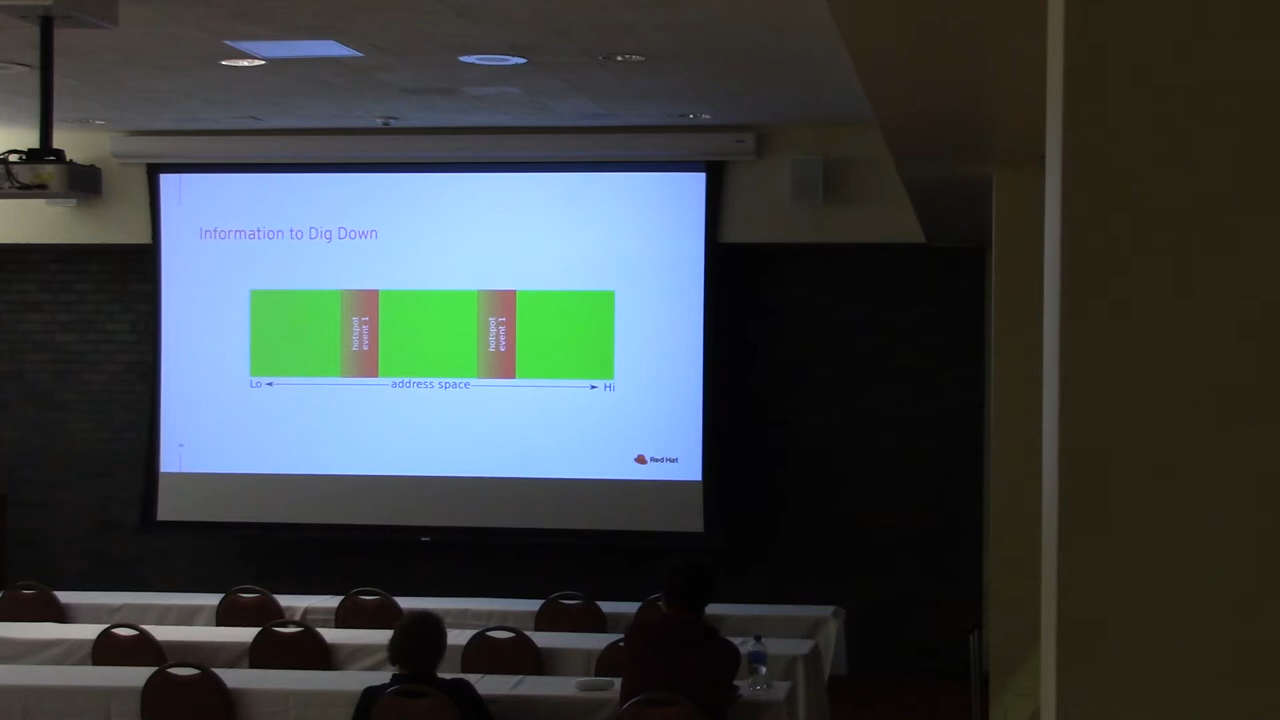 Information to Dig Down
hotspot
event 1
hotspot
event 1
Lo
address space
Hi
Red Hat